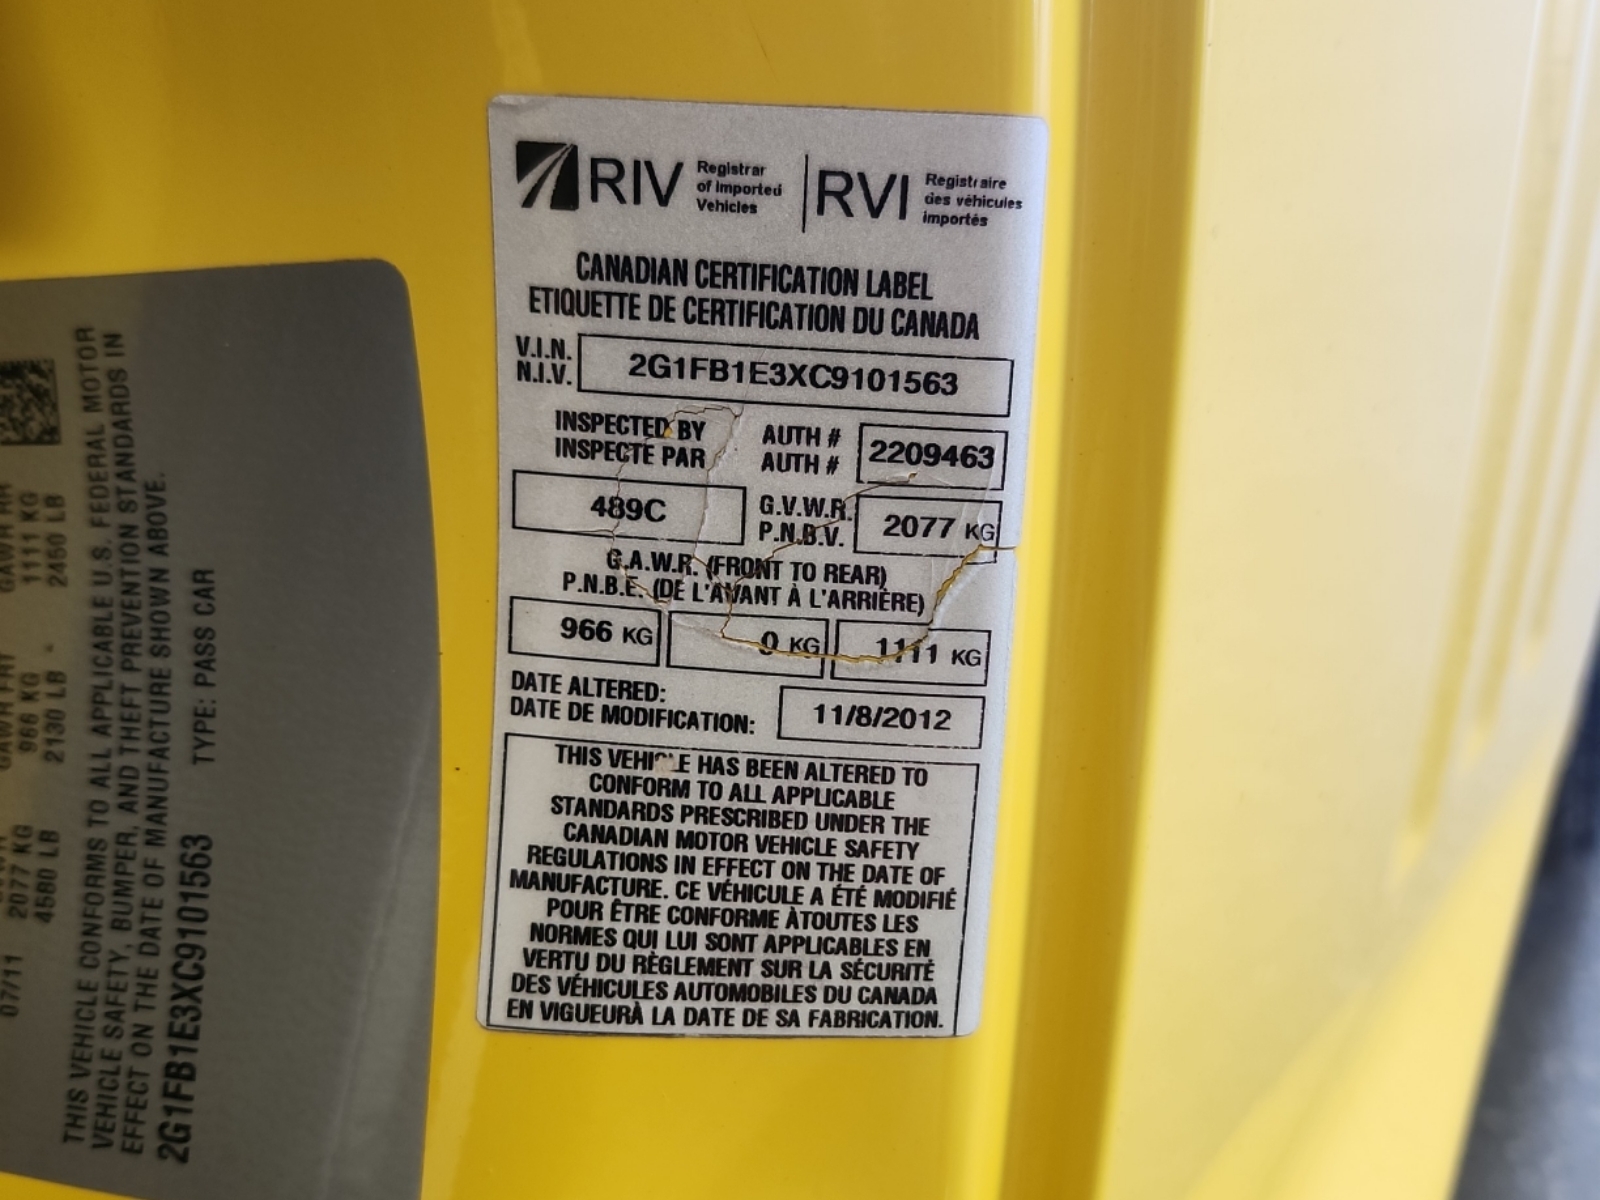 RIV Registrar of Imported Vehicles | RVI Registraire des véhicules importés
CANADIAN CERTIFICATION LABEL
ETIQUETTE DE CERTIFICATION DU CANADA
V.I.N.
N.I.V.
2G1FB1E3XC9101563
INSPECTED BY
INSPECTE PAR
489C
AUTH #
AUTH #
2209463
G.V.W.R.
P.N.B.V.
2077 KG
G.A.W.R. (FRONT TO REAR)
P.N.B.E. (DE L'AVANT À L'ARRIÈRE)
966 KG
0 KG
1111 KG
DATE ALTERED:
DATE DE MODIFICATION:
11/8/2012
THIS VEHICLE HAS BEEN ALTERED TO
CONFORM TO ALL APPLICABLE
STANDARDS PRESCRIBED UNDER THE
CANADIAN MOTOR VEHICLE SAFETY
REGULATIONS IN EFFECT ON THE DATE OF
MANUFACTURE. CE VÉHICULE A ÉTÉ MODIFIÉ
POUR ÊTRE CONFORME ÀTOUTES LES
NORMES QUI LUI SONT APPLICABLES EN
VERTU DU RÈGLEMENT SUR LA SÉCURITÉ
DES VÉHICULES AUTOMOBILES DU CANADA
EN VIGUEURÀ LA DATE DE SA FABRICATION.
07/11
2077 KG
4580 LB
GAWR FRT
966 KG
2130 LB
GAWR RR
1111 KG
2450 LB
THIS VEHICLE CONFORMS TO ALL APPLICABLE U.S. FEDERAL MOTOR
VEHICLE SAFETY, BUMPER, AND THEFT PREVENTION STANDARDS IN
EFFECT ON THE DATE OF MANUFACTURE SHOWN ABOVE.
2G1FB1E3XC9101563 TYPE: PASS CAR